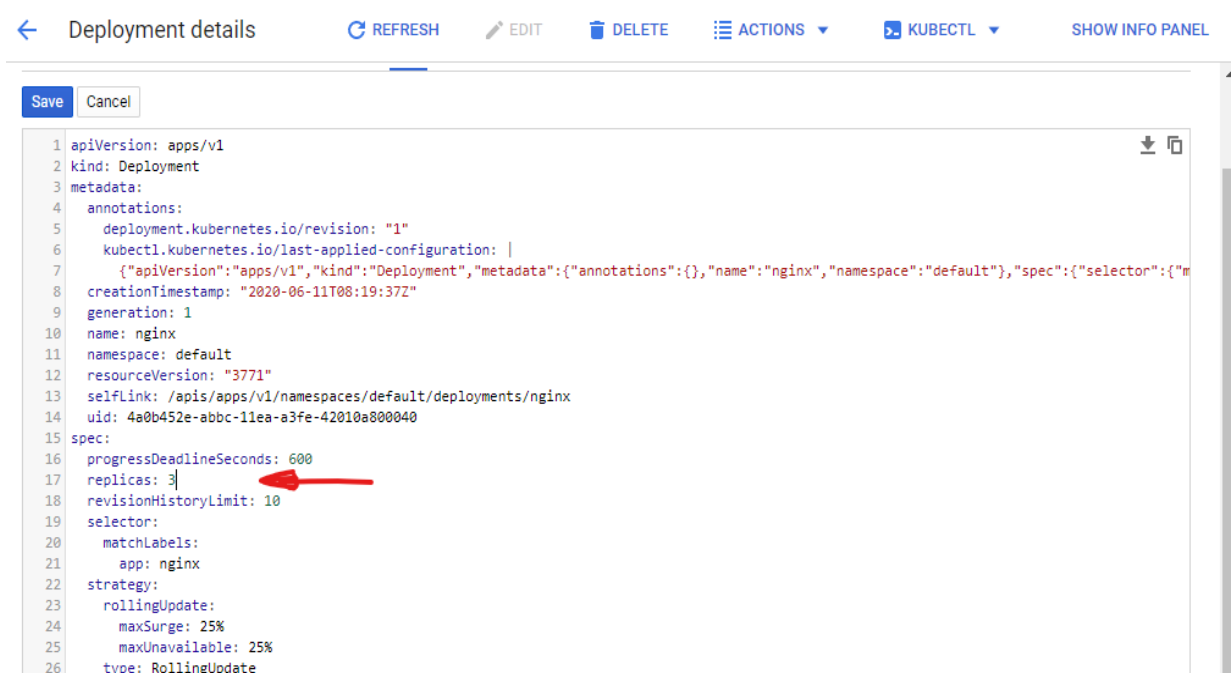 Deployment details REFRESH EDIT DELETE ACTIONS KUBECTL SHOW INFO PANEL
Save Cancel
1 apiVersion: apps/v1
2 kind: Deployment
3 metadata:
4 annotations:
5 deployment.kubernetes.io/revision: "1"
6 kubectl.kubernetes.io/last-applied-configuration: |
7 {"apiVersion":"apps/v1","kind":"Deployment","metadata":{"annotations":{},"name":"nginx","namespace":"default"},"spec":{"selector":{"m
8 creationTimestamp: "2020-06-11T08:19:37Z"
9 generation: 1
10 name: nginx
11 namespace: default
12 resourceVersion: "3771"
13 selfLink: /apis/apps/v1/namespaces/default/deployments/nginx
14 uid: 4a0b452e-abbc-11ea-a3fe-42010a800040
15 spec:
16 progressDeadlineSeconds: 600
17 replicas: 3
18 revisionHistoryLimit: 10
19 selector:
20 matchLabels:
21 app: nginx
22 strategy:
23 rollingUpdate:
24 maxSurge: 25%
25 maxUnavailable: 25%
26 type: RollingUpdate